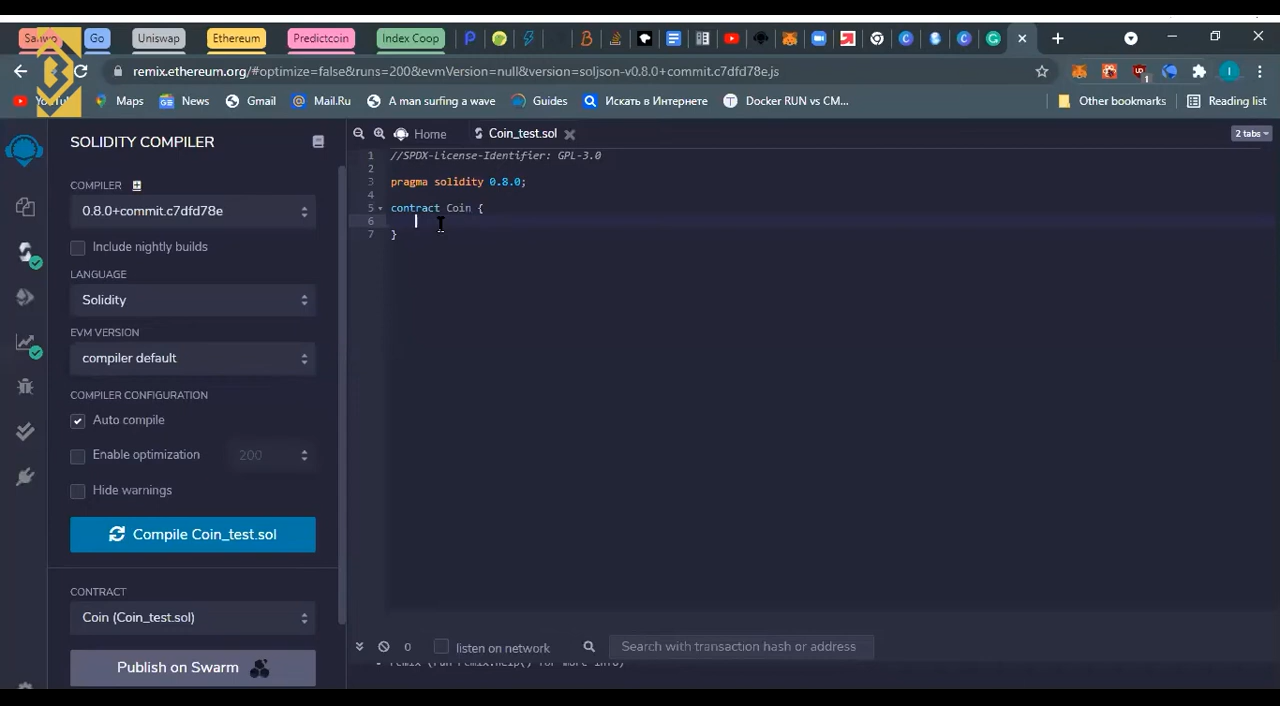 Go
Uniswap
Ethereum
Predictcoin
Index Coop
remix.ethereum.org/#optimize=false&runs=200&evmVersion=null&version=soljson-v0.8.0+commit.c7dfd78e.js
Maps
News
Gmail
Mail.Ru
A man surfing a wave
Guides
Искать в Интернете
Docker RUN vs CM...
Other bookmarks
Reading list
SOLIDITY COMPILER
Home
Coin_test.sol
2 tabs
COMPILER
0.8.0+commit.c7dfd78e
Include nightly builds
LANGUAGE
Solidity
EVM VERSION
compiler default
COMPILER CONFIGURATION
Auto compile
Enable optimization
200
Hide warnings
Compile Coin_test.sol
CONTRACT
Coin (Coin_test.sol)
Publish on Swarm
1 //SPDX-License-Identifier: GPL-3.0
2
3 pragma solidity 0.8.0;
4
5 contract Coin {
6
7 }
0
listen on network
Search with transaction hash or address